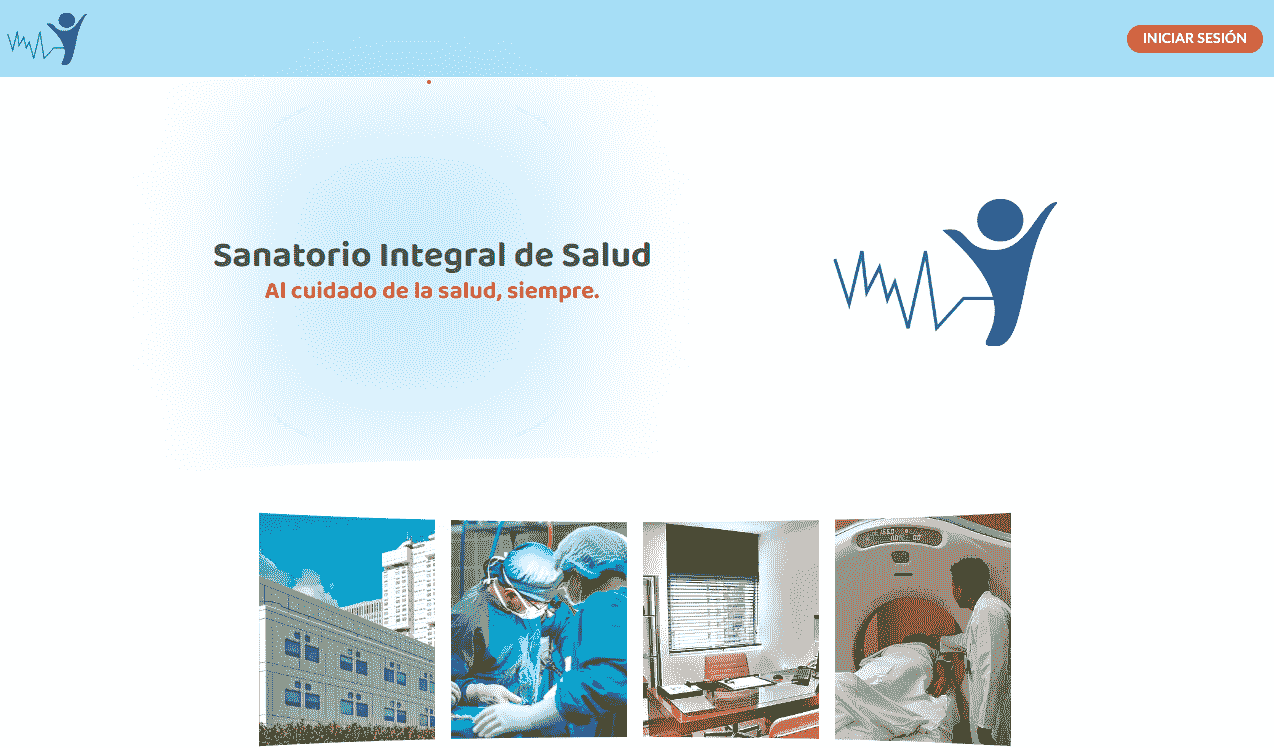 INICIAR SESIÓN
Sanatorio Integral de Salud
Al cuidado de la salud, siempre.